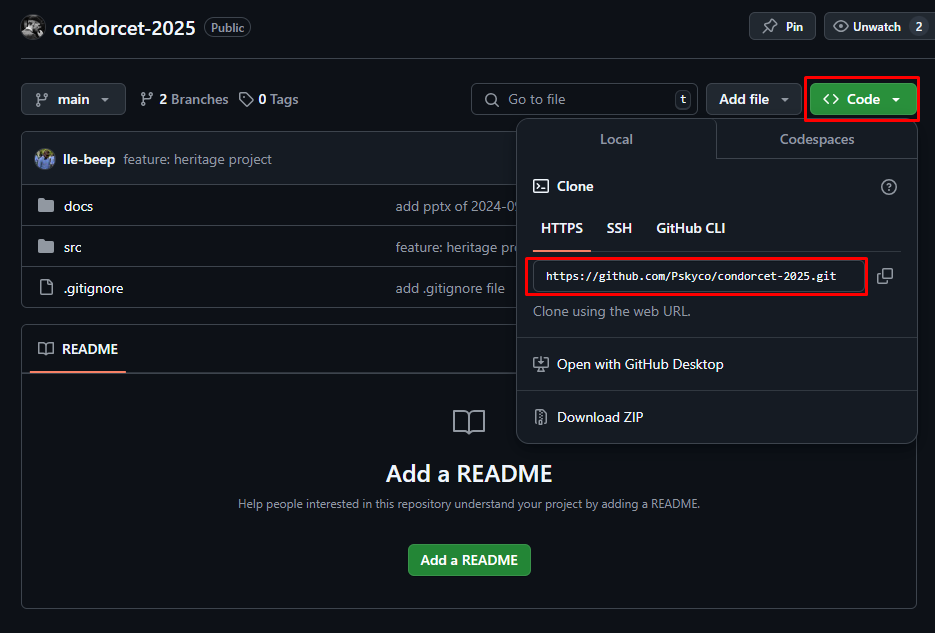 condorcet-2025 Public Pin Unwatch 2
main 2 Branches 0 Tags Go to file t Add file <> Code
Local Codespaces
lle-beep feature: heritage project
Clone
docs add pptx of 2024-09
HTTPS SSH GitHub CLI
src feature: heritage pr
https://github.com/Pskyco/condorcet-2025.git
.gitignore add .gitignore file
Clone using the web URL.
README
Open with GitHub Desktop
Download ZIP
Add a README
Help people interested in this repository understand your project by adding a README.
Add a README